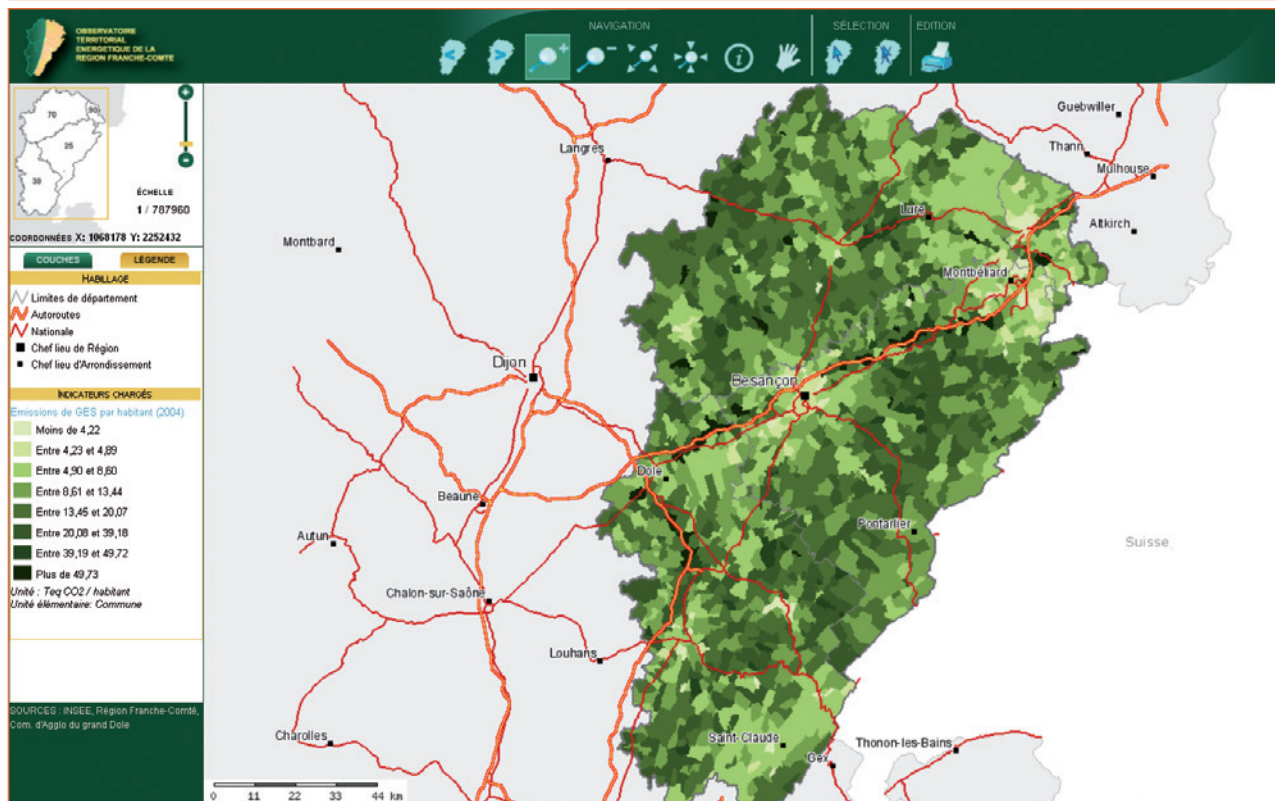 OBSERVATOIRE
TERRITORIAL
ENERGETIQUE DE LA
REGION FRANCHE-COMTE
NAVIGATION
SÉLECTION
EDITION
70
90
25
39
ÉCHELLE
1 / 787960
COORDONNÉES X: 1068178 Y: 2252432
COUCHES
LÉGENDE
HABILLAGE
Limites de département
Autoroutes
Nationale
Chef lieu de Région
Chef lieu d'Arrondissement
INDICATEURS CHARGÉS
Emissions de GES par habitant (2004)
Moins de 4,22
Entre 4,23 et 4,89
Entre 4,90 et 8,60
Entre 8,61 et 13,44
Entre 13,45 et 20,07
Entre 20,08 et 39,18
Entre 39,19 et 49,72
Plus de 49,73
Unité : Teq CO2 / habitant
Unité élémentaire: Commune
SOURCES : INSEE, Région Franche-Comté,
Com. d'Agglo du grand Dole
Guebwiller
Langres
Thann
Mulhouse
Lure
Altkirch
Montbard
Montbéliard
Dijon
Besançon
Dole
Beaune
Pontarlier
Autun
Suisse
Chalon-sur-Saône
Louhans
Charolles
Saint-Claude
Thonon-les-Bains
Gex
0 11 22 33 44 km